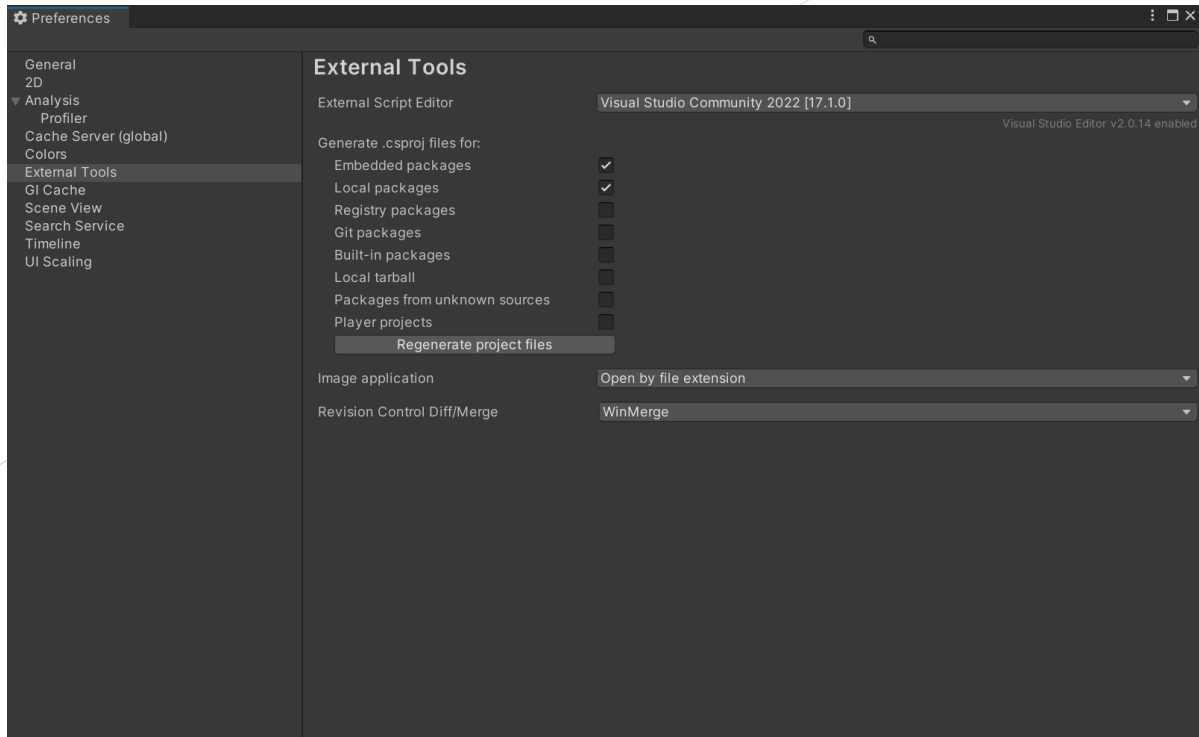 Preferences
General
2D
Analysis
Profiler
Cache Server (global)
Colors
External Tools
GI Cache
Scene View
Search Service
Timeline
UI Scaling
External Tools
External Script Editor Visual Studio Community 2022 [17.1.0]
Visual Studio Editor v2.0.14 enabled
Generate .csproj files for:
Embedded packages
Local packages
Registry packages
Git packages
Built-in packages
Local tarball
Packages from unknown sources
Player projects
Regenerate project files
Image application Open by file extension
Revision Control Diff/Merge WinMerge